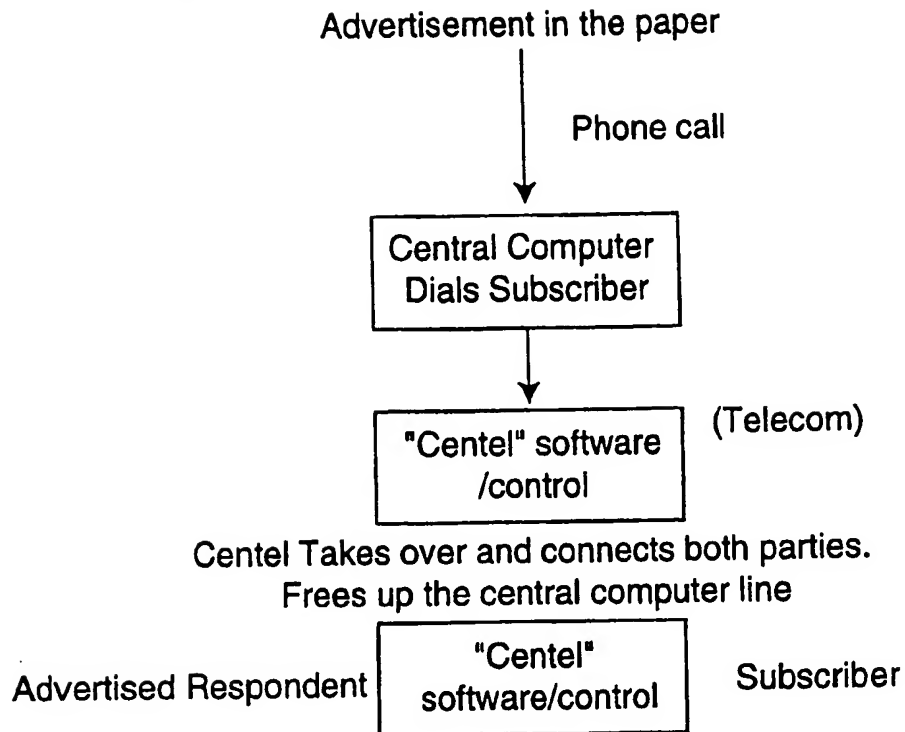 Advertisement in the paper
Phone call
Central Computer
Dials Subscriber
(Telecom)
"Centel" software
/control
Centel Takes over and connects both parties.
Frees up the central computer line
"Centel"
Advertised Respondent software/control Subscriber